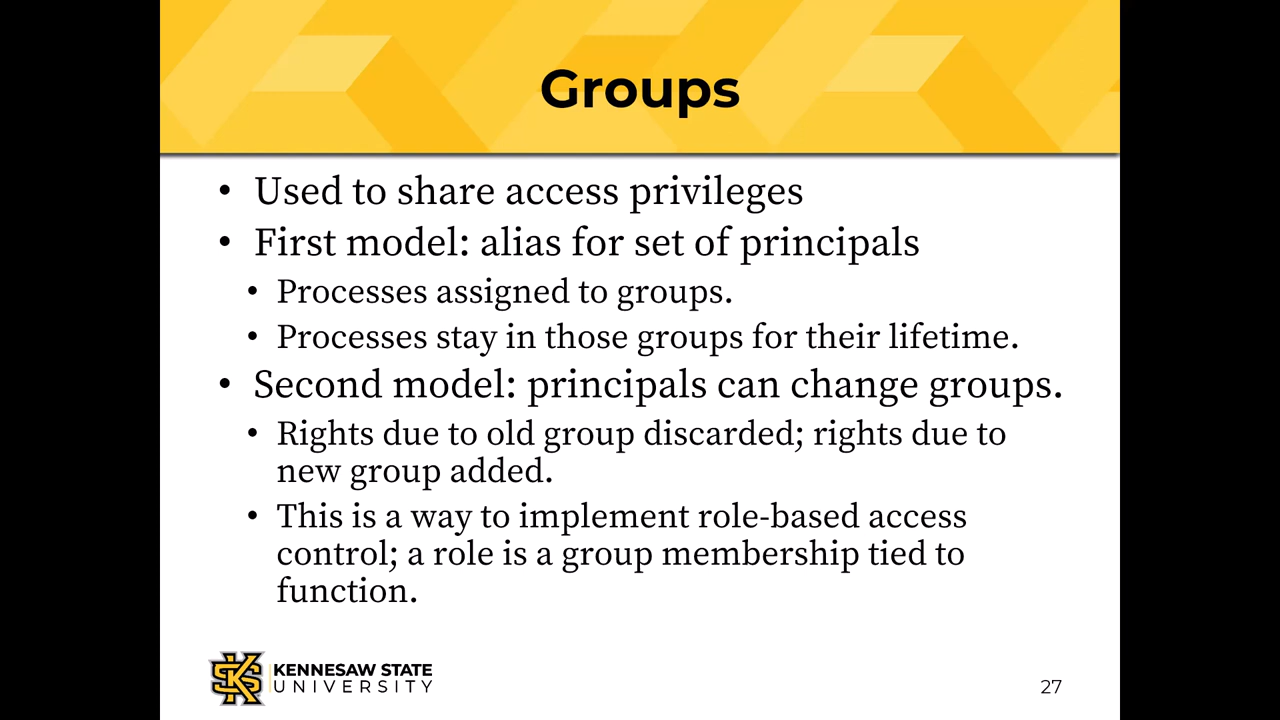 Groups
• Used to share access privileges
• First model: alias for set of principals
• Processes assigned to groups.
• Processes stay in those groups for their lifetime.
• Second model: principals can change groups.
• Rights due to old group discarded; rights due to
new group added.
• This is a way to implement role-based access
control; a role is a group membership tied to
function.
KS
KENNESAW STATE
UNIVERSITY
27